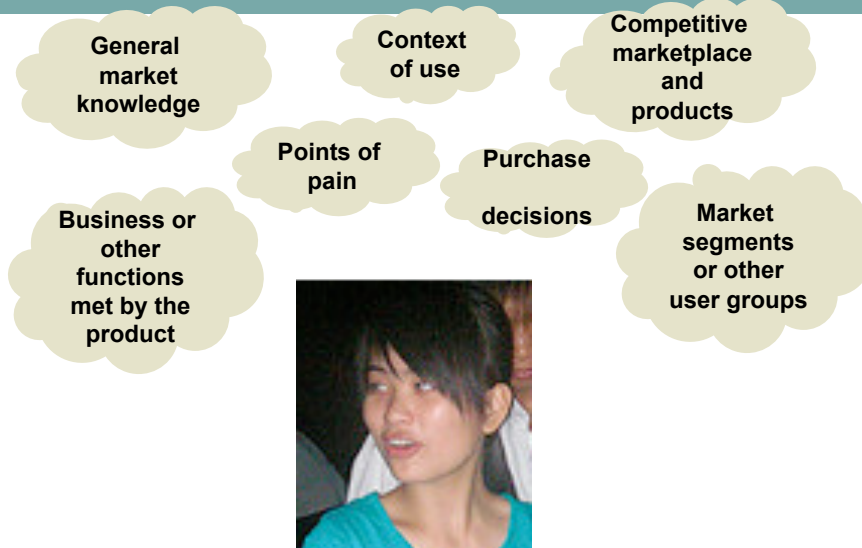 General
market
knowledge
Context
of use
Competitive
marketplace
and
products
Points of
pain
Purchase
decisions
Business or
other
functions
met by the
product
Market
segments
or other
user groups